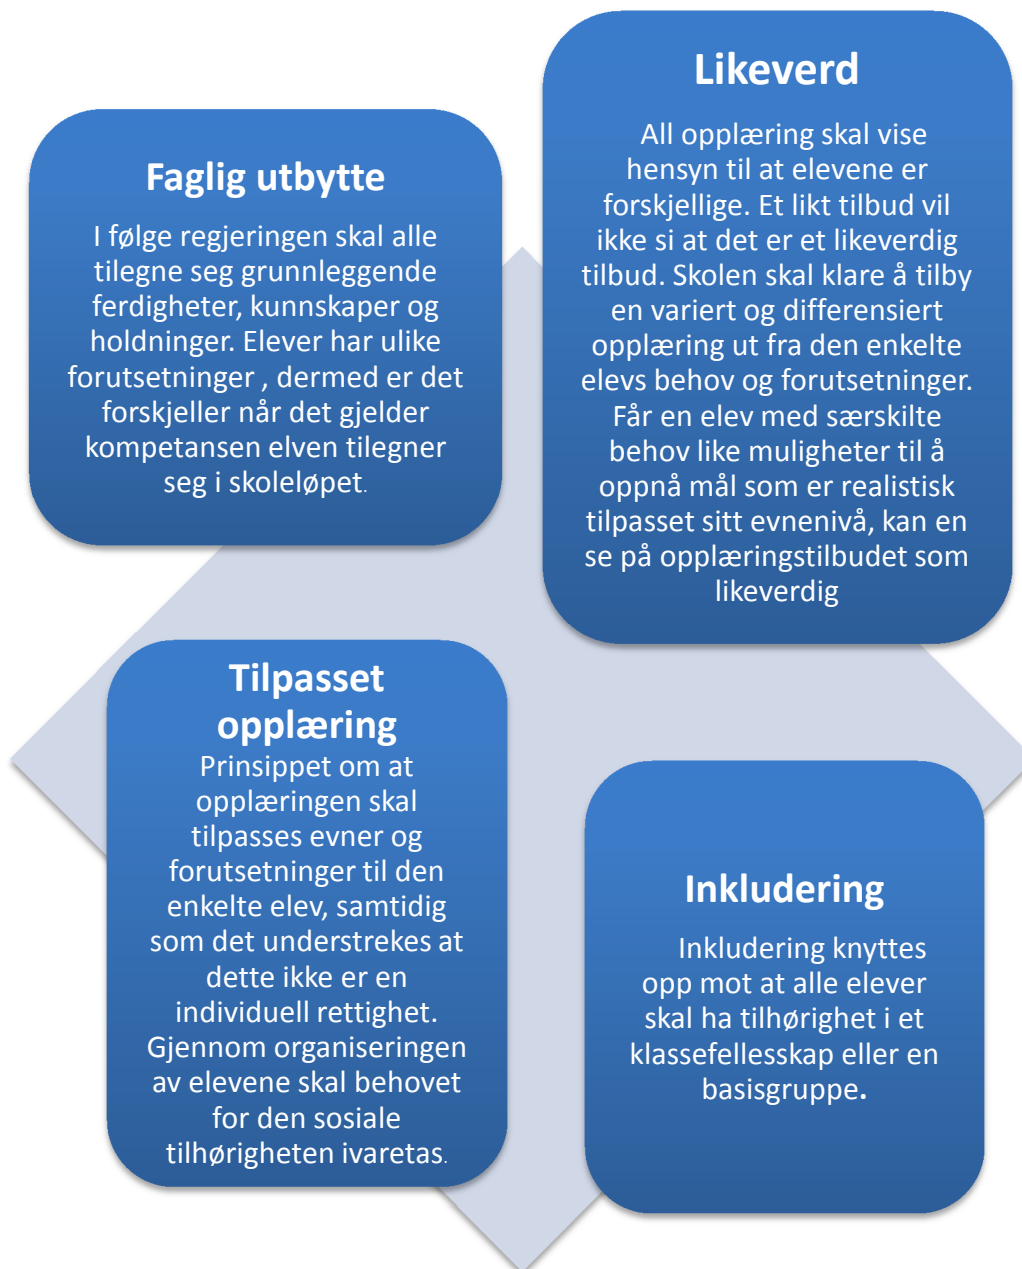 Faglig utbytte
I følge regjeringen skal alle
tilegne seg grunnleggende
ferdigheter, kunnskaper og
holdninger. Elever har ulike
forutsetninger , dermed er det
forskjeller når det gjelder
kompetansen elven tilegner
seg i skoleløpet.
Likeverd
All opplæring skal vise
hensyn til at elevene er
forskjellige. Et likt tilbud vil
ikke si at det er et likeverdig
tilbud. Skolen skal klare å tilby
en variert og differensiert
opplæring ut fra den enkelte
elevs behov og forutsetninger.
Får en elev med særskilte
behov like muligheter til å
oppnå mål som er realistisk
tilpasset sitt evnenivå, kan en
se på opplæringstilbudet som
likeverdig
Tilpasset
opplæring
Prinsippet om at
opplæringen skal
tilpasses evner og
forutsetninger til den
enkelte elev, samtidig
som det understrekes at
dette ikke er en
individuell rettighet.
Gjennom organiseringen
av elevene skal behovet
for den sosiale
tilhørigheten ivaretas.
Inkludering
Inkludering knyttes
opp mot at alle elever
skal ha tilhørighet i et
klassefellesskap eller en
basisgruppe.